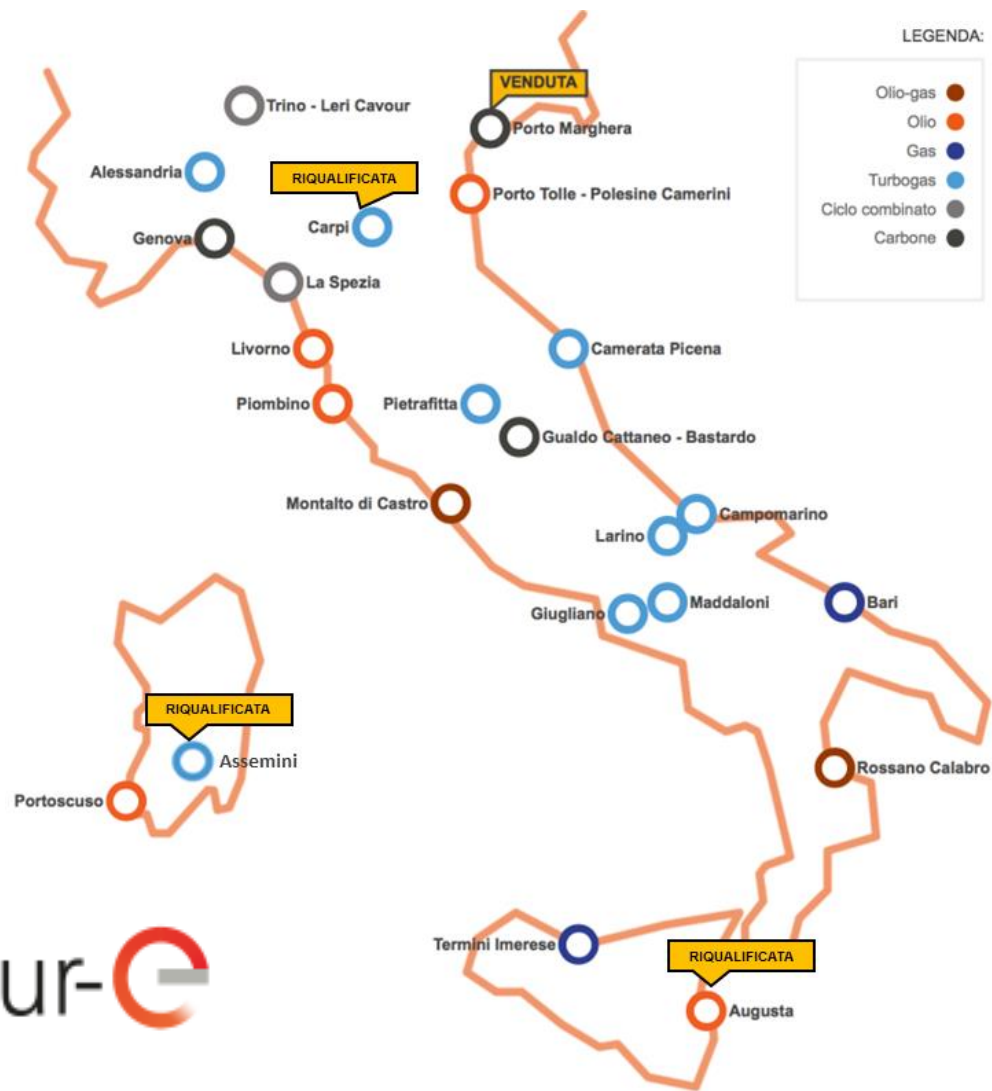 LEGENDA:
Olio-gas
Olio
Gas
Turbogas
Ciclo combinato
Carbone
VENDUTA
Trino - Leri Cavour
Porto Marghera
Alessandria
RIQUALIFICATA
Porto Tolle - Polesine Camerini
Carpi
Genova
La Spezia
Livorno
Camerata Picena
Piombino
Pietrafitta
Gualdo Cattaneo - Bastardo
Montalto di Castro
Campomarino
Larino
Giugliano
Maddaloni
Bari
RIQUALIFICATA
Assemini
Rossano Calabro
Portoscuso
Termini Imerese
RIQUALIFICATA
Augusta
ur-e